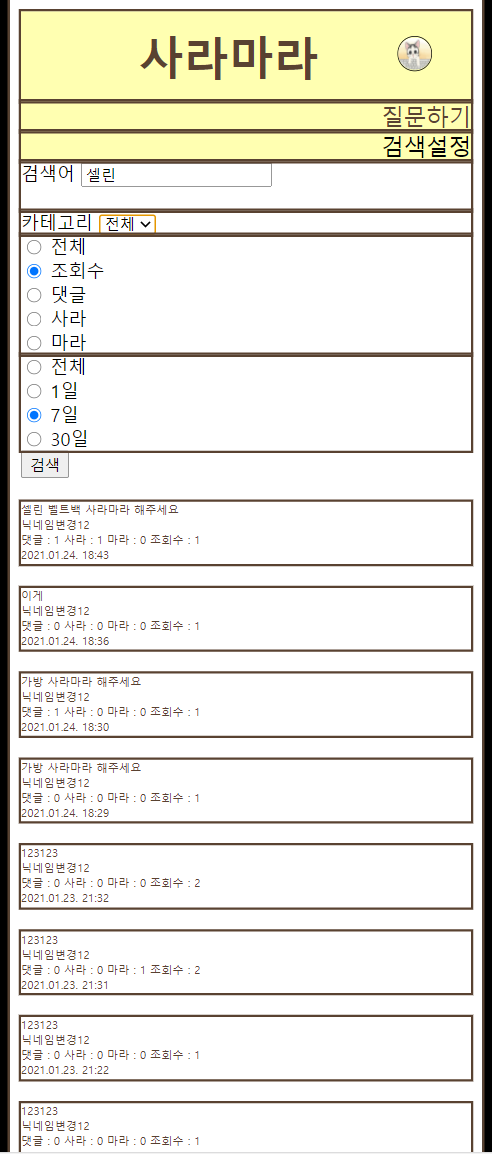 사라마라
질문하기
검색설정
검색어 셀린
카테고리 전체
전체
조회수
댓글
사라
마라
전체
1일
7일
30일
검색
셀린 벨트백 사라마라 해주세요
닉네임변경12
댓글 : 1 사라 : 1 마라 : 0 조회수 : 1
2021.01.24. 18:43
이게
닉네임변경12
댓글 : 0 사라 : 0 마라 : 0 조회수 : 1
2021.01.24. 18:36
가방 사라마라 해주세요
닉네임변경12
댓글 : 1 사라 : 0 마라 : 0 조회수 : 1
2021.01.24. 18:30
가방 사라마라 해주세요
닉네임변경12
댓글 : 0 사라 : 0 마라 : 0 조회수 : 1
2021.01.24. 18:29
123123
닉네임변경12
댓글 : 0 사라 : 0 마라 : 0 조회수 : 2
2021.01.23. 21:32
123123
닉네임변경12
댓글 : 0 사라 : 0 마라 : 1 조회수 : 2
2021.01.23. 21:31
123123
닉네임변경12
댓글 : 0 사라 : 0 마라 : 0 조회수 : 1
2021.01.23. 21:22
123123
닉네임변경12
댓글 : 0 사라 : 0 마라 : 0 조회수 : 1